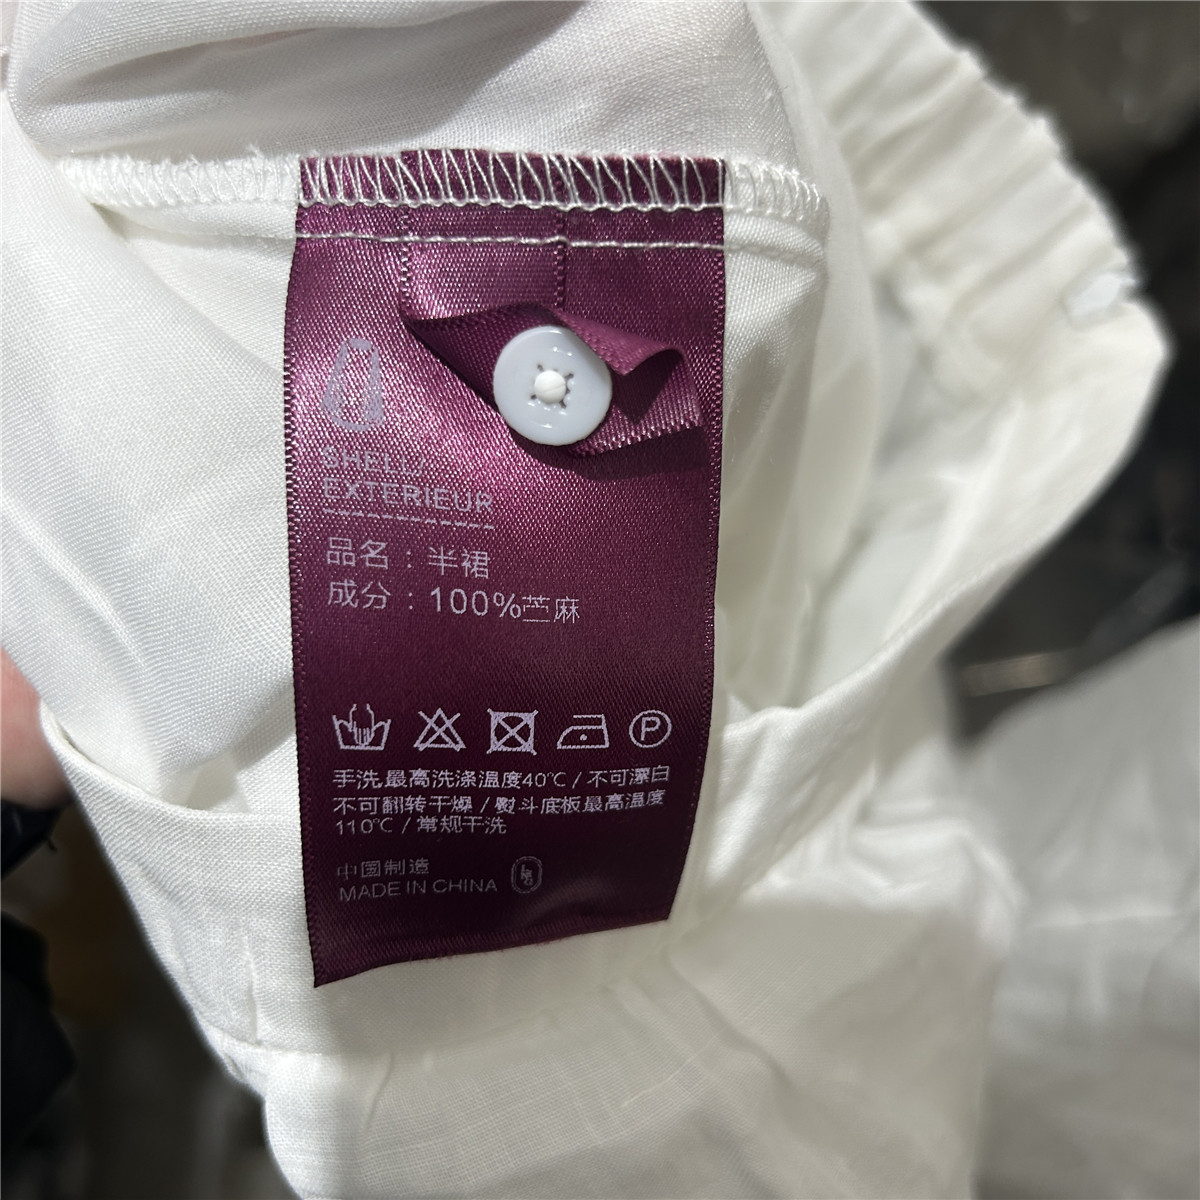 SHELL/
EXTERIEUR
品名：半裙
成分：100%苎麻
P
手洗,最高洗涤温度40℃ / 不可漂白
不可翻转干燥 / 熨斗底板最高温度
110℃ / 常规干洗
中国制造
MADE IN CHINA